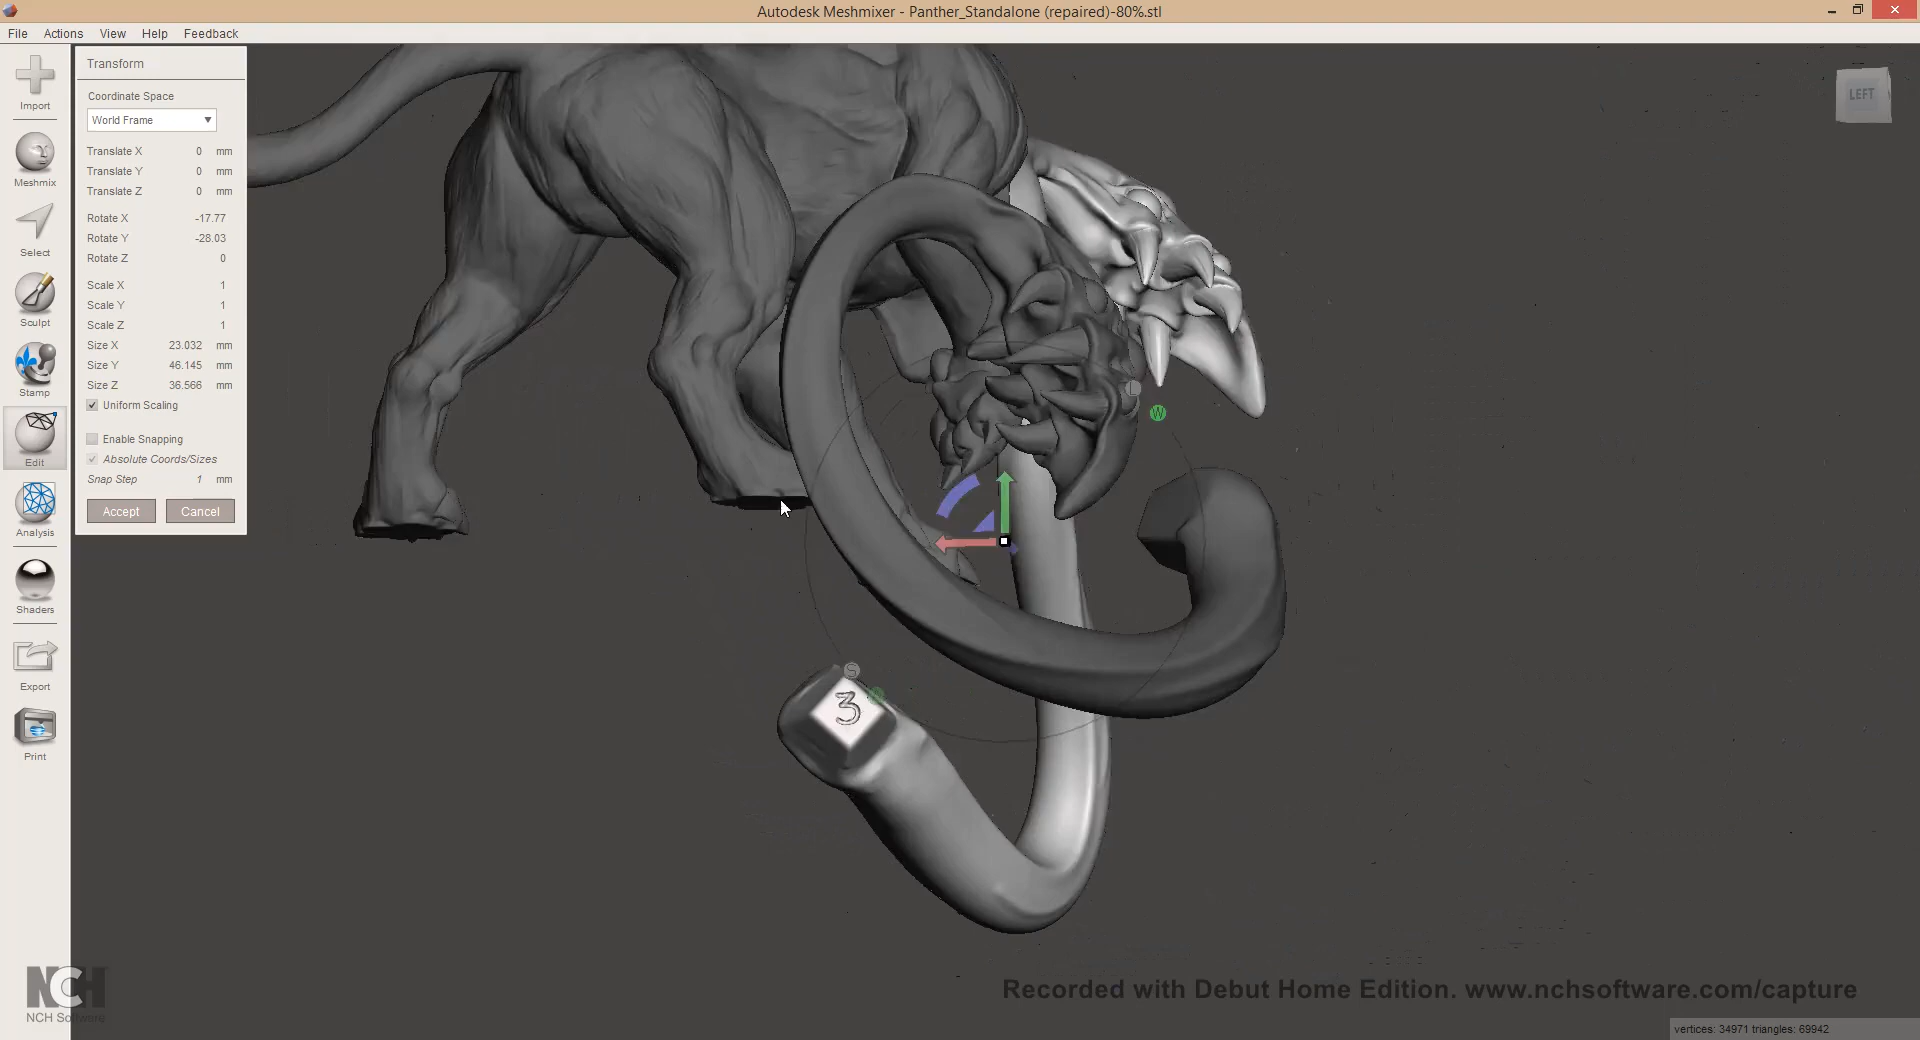 Autodesk Meshmixer - Panther_Standalone (repaired)-80%.stl
File Actions View Help Feedback
Import
Meshmix
Select
Sculpt
Stamp
Edit
Analysis
Shaders
Export
Print
Transform
Coordinate Space
World Frame
Translate X 0 mm
Translate Y 0 mm
Translate Z 0 mm
Rotate X -17.77
Rotate Y -28.03
Rotate Z 0
Scale X 1
Scale Y 1
Scale Z 1
Size X 23.032 mm
Size Y 46.145 mm
Size Z 36.566 mm
Uniform Scaling
Enable Snapping
Absolute Coords/Sizes
Snap Step 1 mm
Accept Cancel
LEFT
L
W
S
3
NCH
NCH Software
Recorded with Debut Home Edition. www.nchsoftware.com/capture
vertices: 34971 triangles: 69942